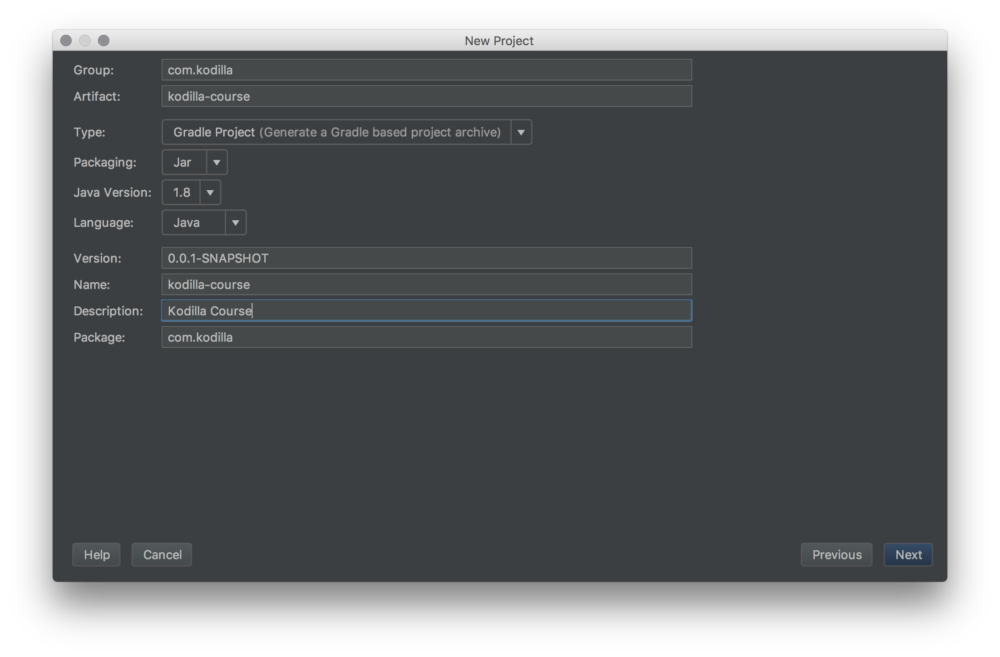 New Project
Group: com.kodilla
Artifact: kodilla-course
Type: Gradle Project (Generate a Gradle based project archive)
Packaging: Jar
Java Version: 1.8
Language: Java
Version: 0.0.1-SNAPSHOT
Name: kodilla-course
Description: Kodilla Course
Package: com.kodilla
Help Cancel Previous Next